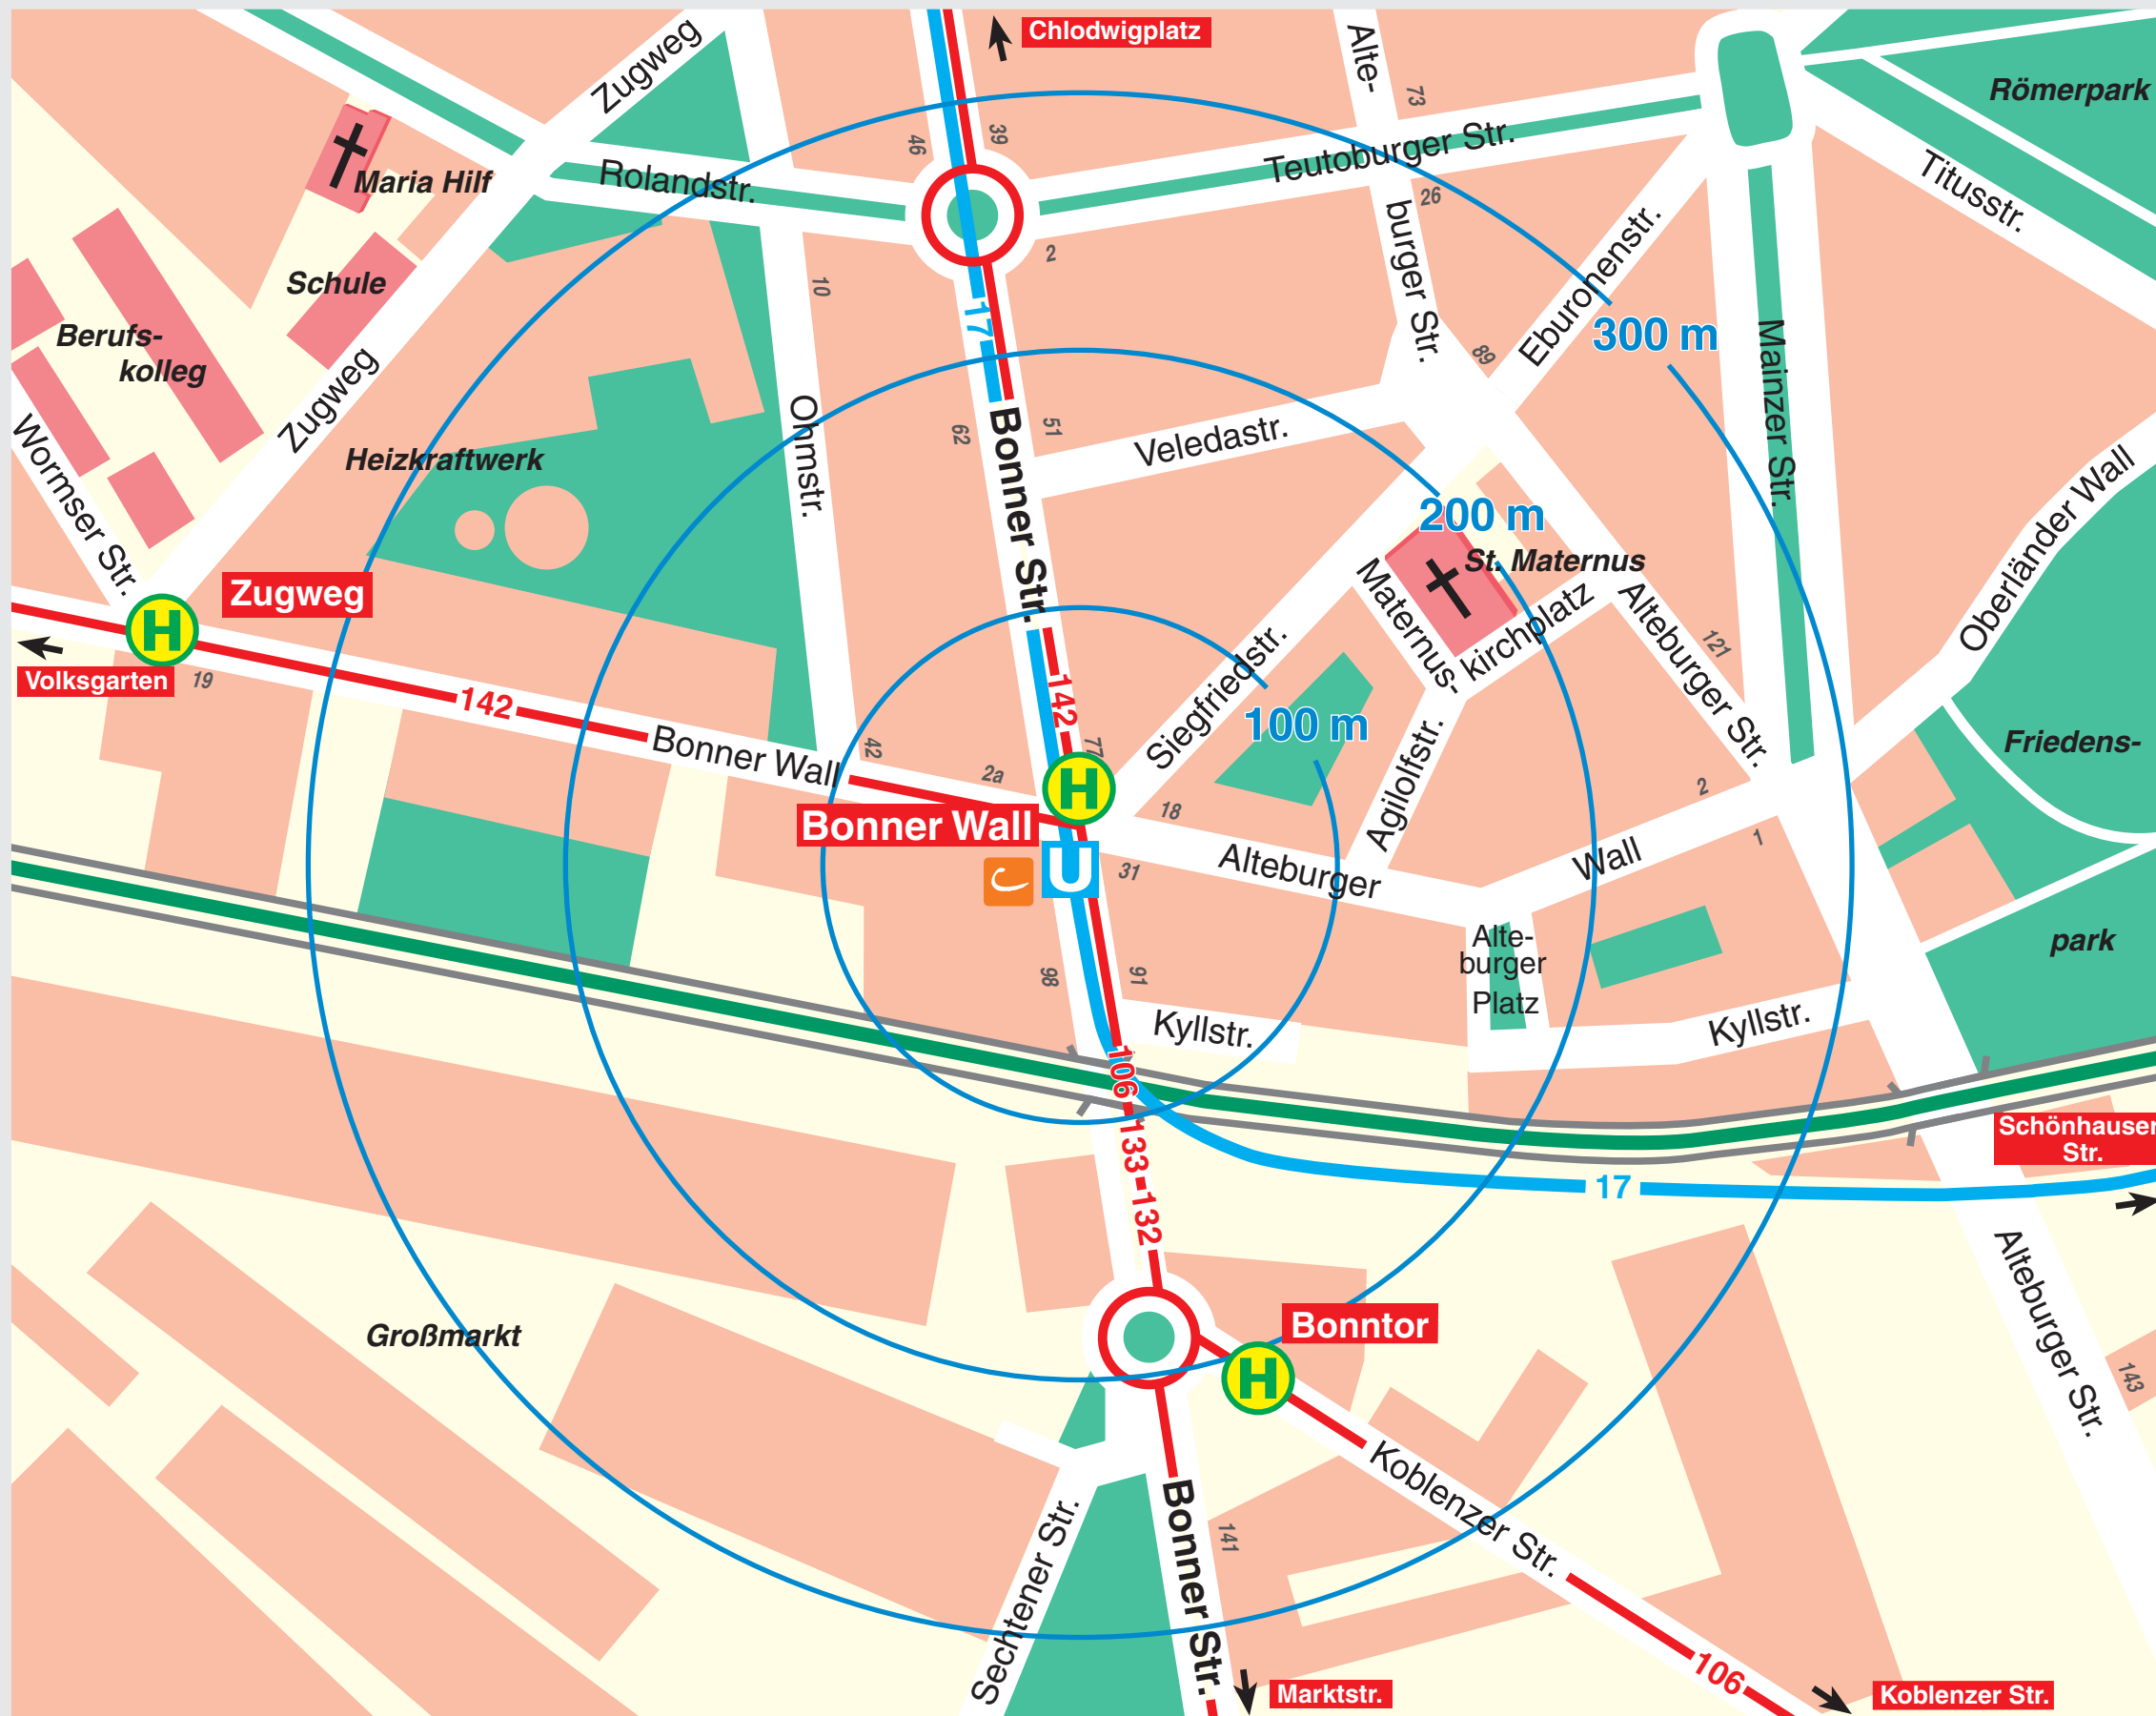 Chlodwigplatz
Zugweg
Alte-
73
Römerpark
46
39
Teutoburger Str.
Maria Hilf
Rolandstr.
26
Titusstr.
burger Str.
2
Schule
10
Eburonenstr.
17
300 m
Berufs-
kolleg
89
Mainzer Str.
Zugweg
Ohmstr.
62
51
Veledastr.
Heizkraftwerk
Bonner Str.
Wormser Str.
200 m
St. Maternus
Oberländer Wall
Zugweg
H
Maternus-
kirchplatz
Alteburger Str.
121
Volksgarten
19
142
142
Siegfriedstr.
100 m
Bonner Wall
42
2a
77
H
Agilolfstr.
Friedens-
2
18
Bonner Wall
U
31
Alteburger
Wall
1
Alte-
burger
Platz
park
98
91
Kyllstr.
Kyllstr.
106
133
132
Schönhauser
Str.
17
Alteburger Str.
Großmarkt
Bonntor
H
143
Koblenzer Str.
Sechtener Str.
Bonner Str.
141
106
Marktstr.
Koblenzer Str.